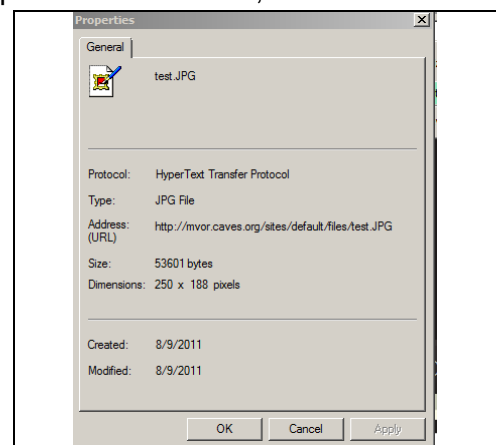 Properties
General
test.JPG
Protocol: HyperText Transfer Protocol
Type: JPG File
Address: (URL) http://mvor.caves.org/sites/default/files/test.JPG
Size: 53601 bytes
Dimensions: 250 x 188 pixels
Created: 8/9/2011
Modified: 8/9/2011
OK Cancel Apply